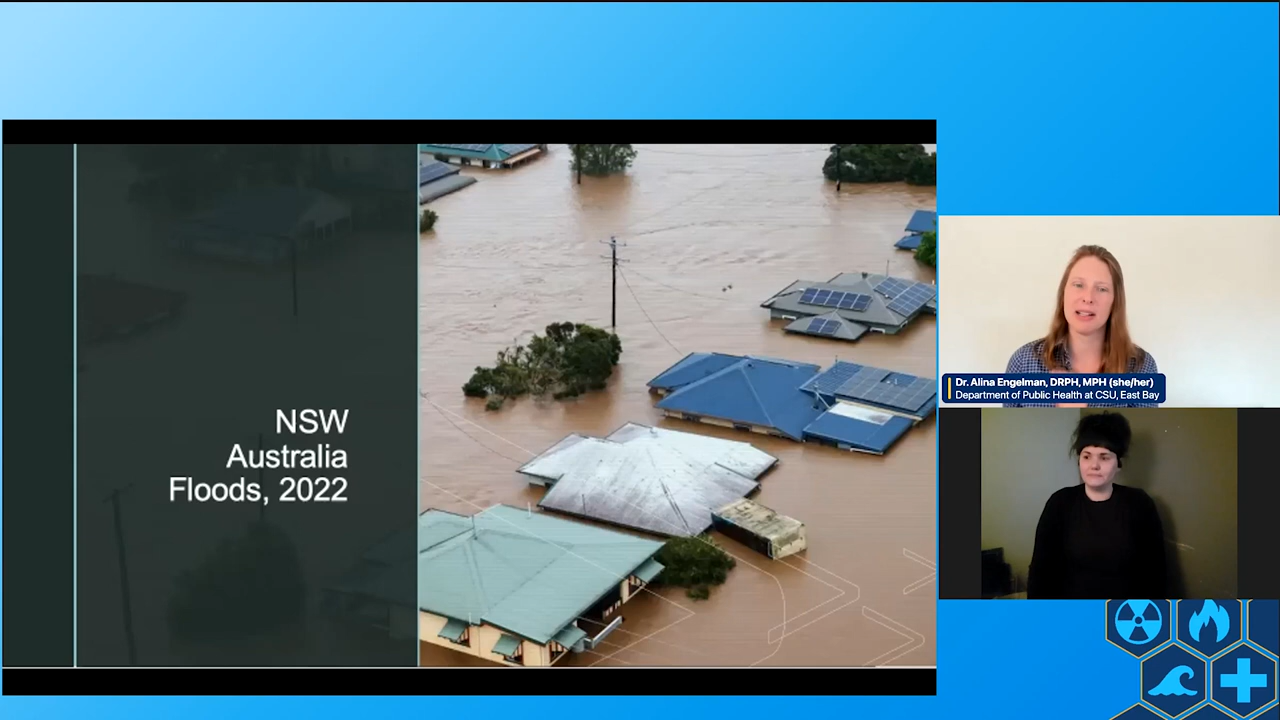 NSW
Australia
Floods, 2022
Dr. Alina Engelman, DRPH, MPH (she/her)
Department of Public Health at CSU, East Bay